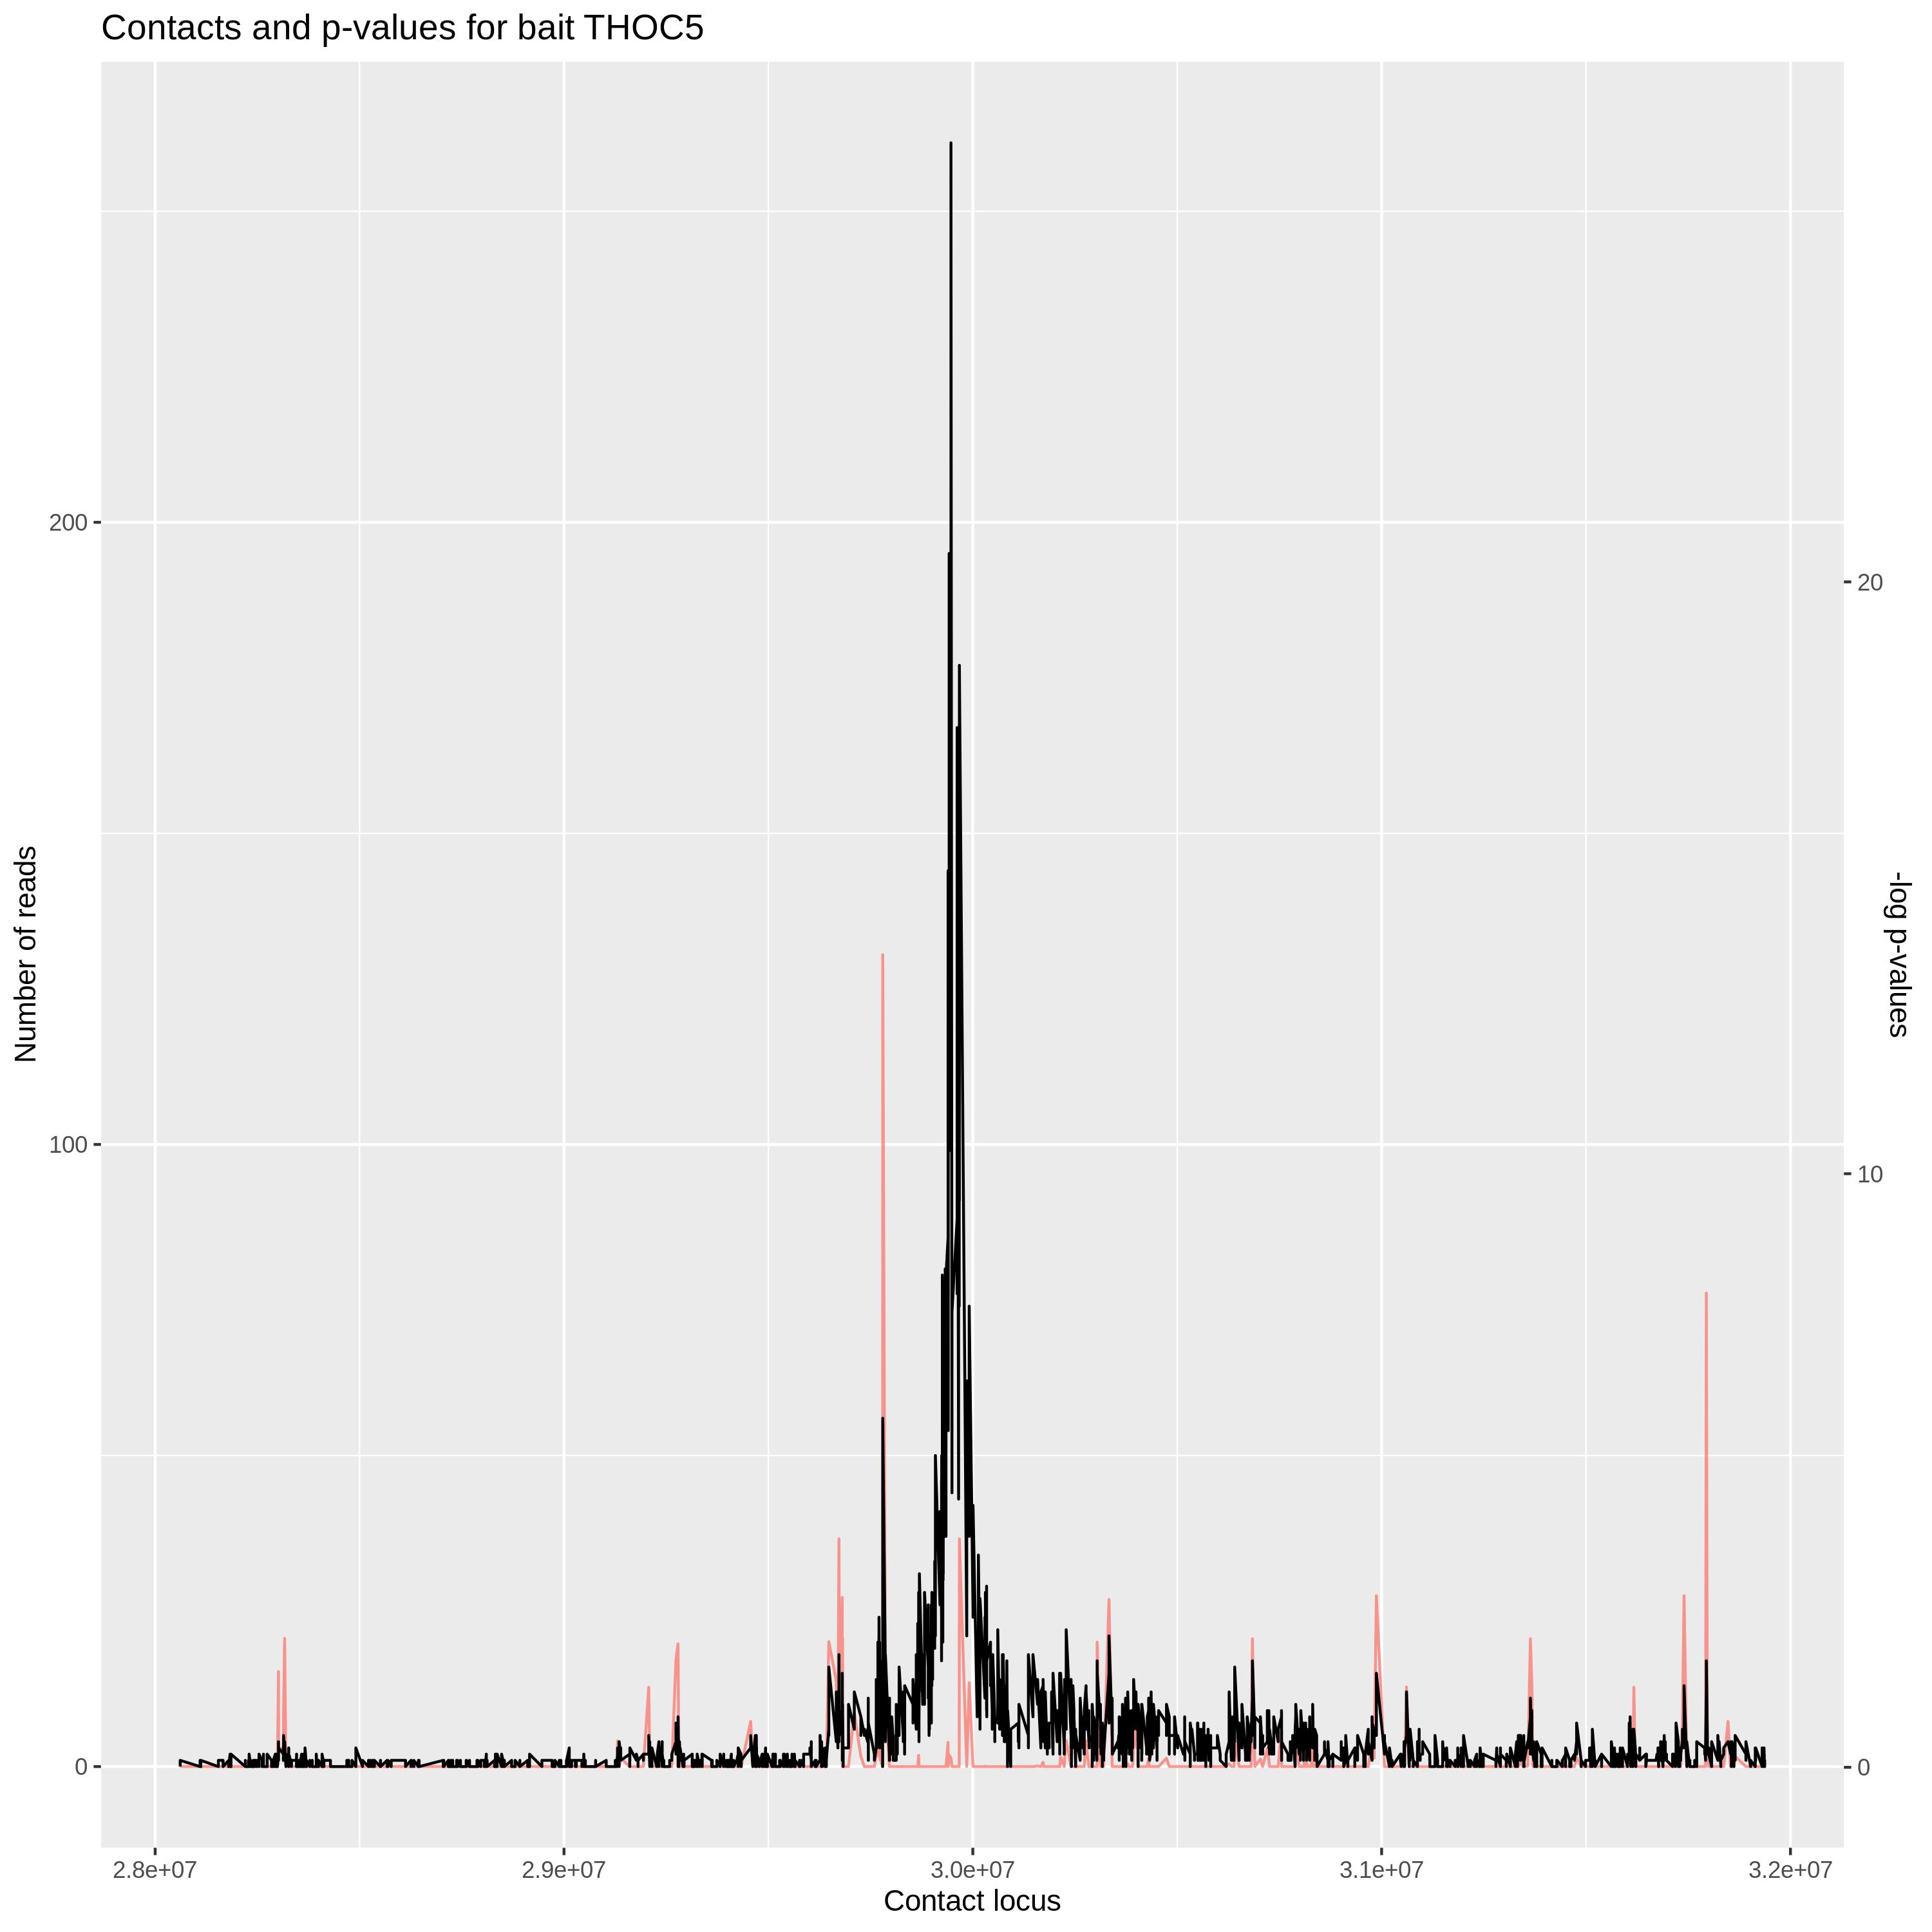 Contacts and p-values for bait THOC5
Number of reads
200
100
0
20
10
0
-log p-values
2.8e+07
2.9e+07
3.0e+07
3.1e+07
3.2e+07
Contact locus